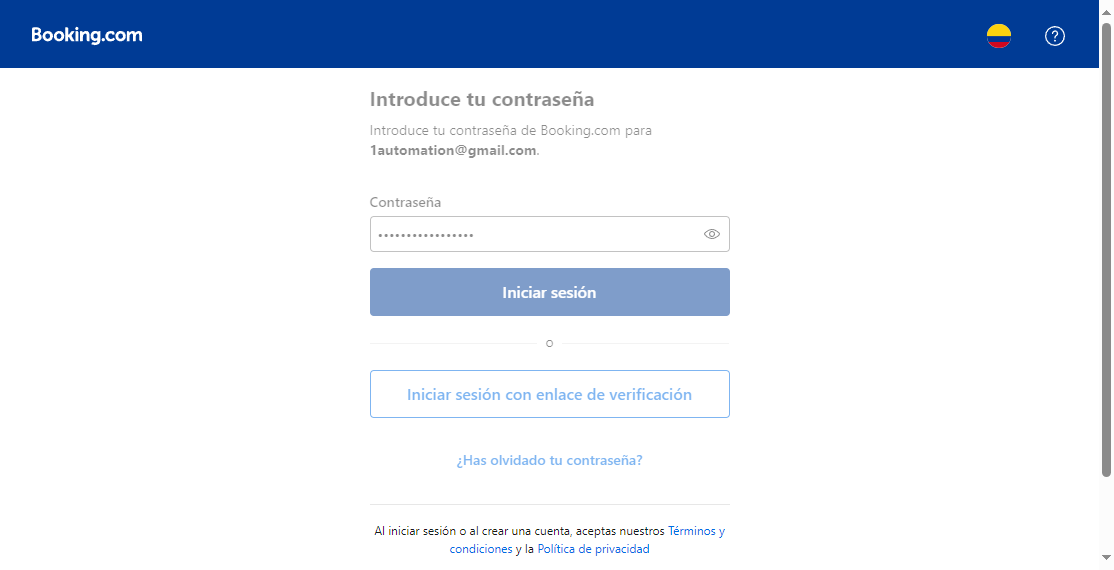 Booking.com
Introduce tu contraseña
Introduce tu contraseña de Booking.com para
1automation@gmail.com.
Contraseña
•••••••••••••••••
Iniciar sesión
o
Iniciar sesión con enlace de verificación
¿Has olvidado tu contraseña?
Al iniciar sesión o al crear una cuenta, aceptas nuestros Términos y
condiciones y la Política de privacidad